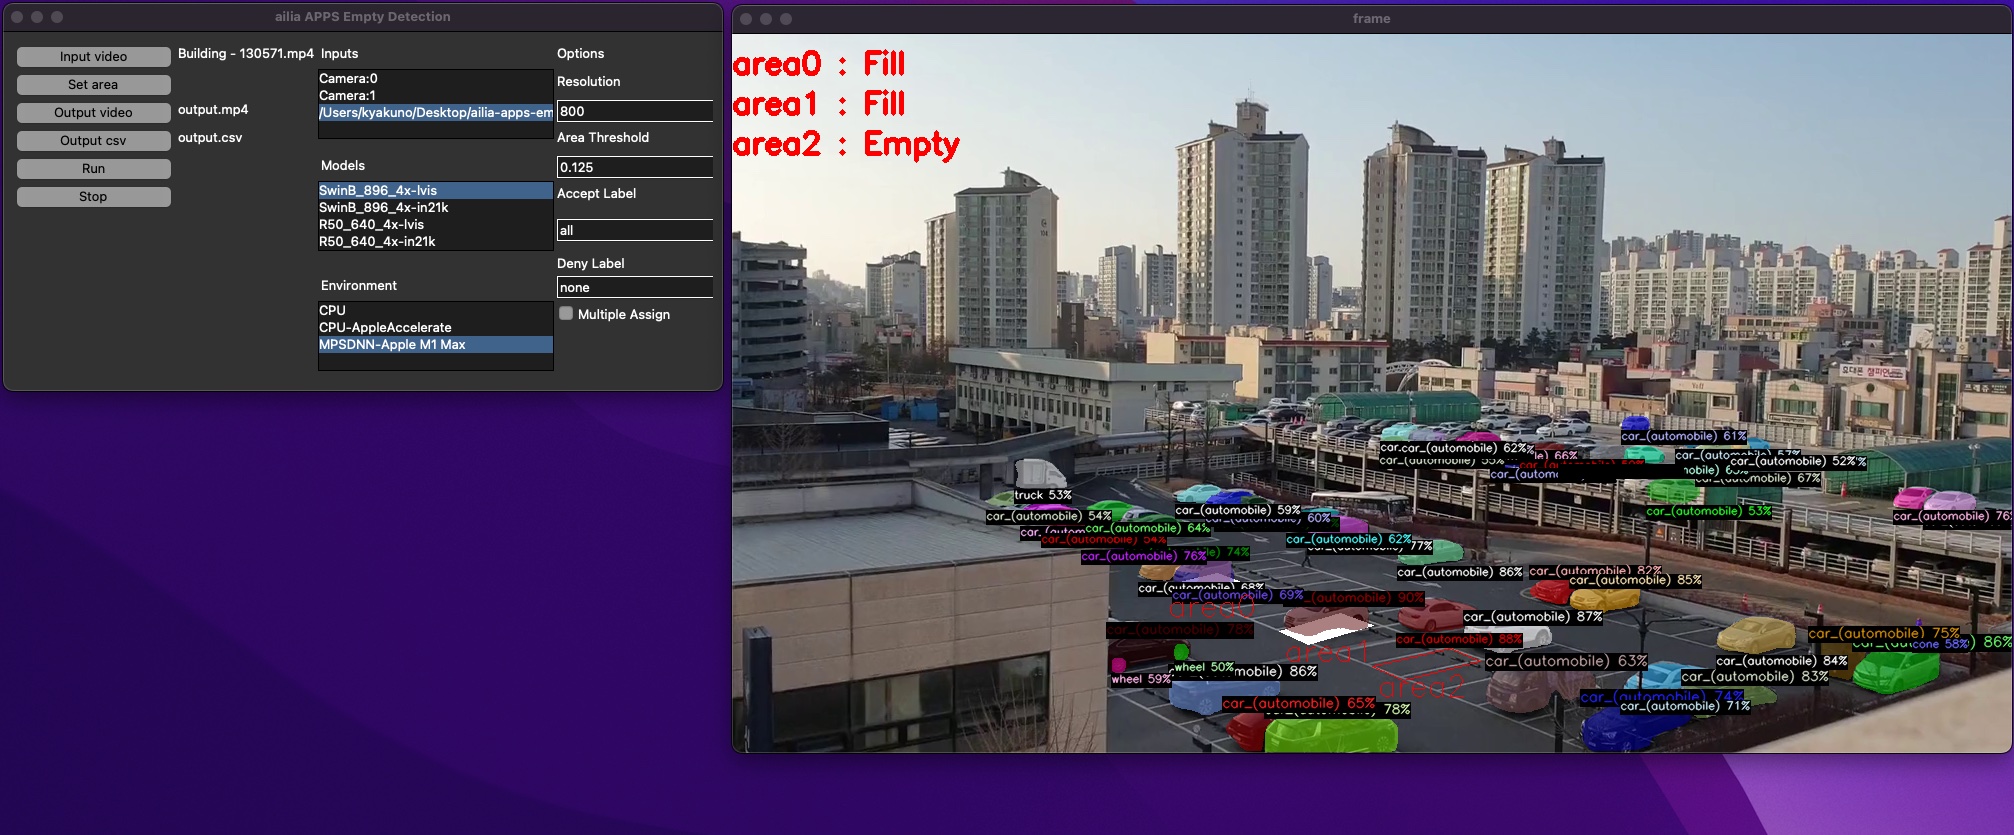 ailia APPS Empty Detection
Input video
Building - 130571.mp4
Set area
Output video
output.mp4
Output csv
output.csv
Run
Stop
Inputs
Camera:0
Camera:1
/Users/kyakuno/Desktop/ailia-apps-em
Models
SwinB_896_4x-lvis
SwinB_896_4x-in21k
R50_640_4x-lvis
R50_640_4x-in21k
Environment
CPU
CPU-AppleAccelerate
MPSDNN-Apple M1 Max
Options
Resolution
800
Area Threshold
0.125
Accept Label
all
Deny Label
none
Multiple Assign
frame
area0 : Fill
area1 : Fill
area2 : Empty
car_(automobile) 61%
car_(automobile) 62%
66%
57%
car_(automobile) 52%
67%
truck 53%
car_(automobile) 53%
car_(automobile) 54%
car_(automobile) 59%
60%
car_(automobile) 64%
car_(automobile) 54%
car_(automobile) 62%
77%
car_(automobile) 76%
74%
car_(automobile) 86%
car_(automobile) 82%
car_(automobile) 85%
car_(automobile) 68%
car_(automobile) 69%
car_(automobile) 90%
area0
car_(automobile) 87%
car_(automobile) 78%
car_(automobile) 88%
area1
car_(automobile) 75%
cone 58%
86%
car_(automobile) 63%
car_(automobile) 84%
wheel 50%
86%
wheel 59%
car_(automobile) 83%
area2
car_(automobile) 74%
car_(automobile) 71%
car_(automobile) 65%
car_(automobile) 78%